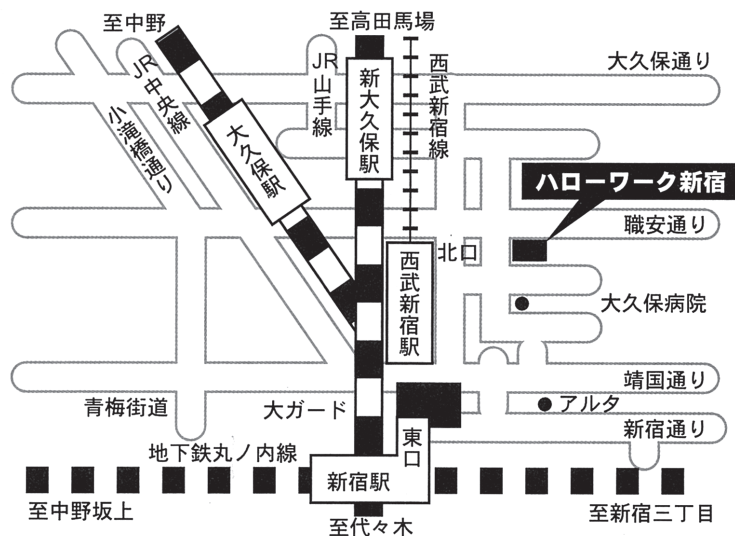 至中野
至高田馬場
JR中央線
JR山手線
西武新宿線
大久保通り
小滝橋通り
大久保駅
新大久保駅
ハローワーク新宿
職安通り
北口
西武新宿駅
大久保病院
靖国通り
青梅街道
大ガード
アルタ
東口
新宿通り
地下鉄丸ノ内線
新宿駅
至中野坂上
至新宿三丁目
至代々木